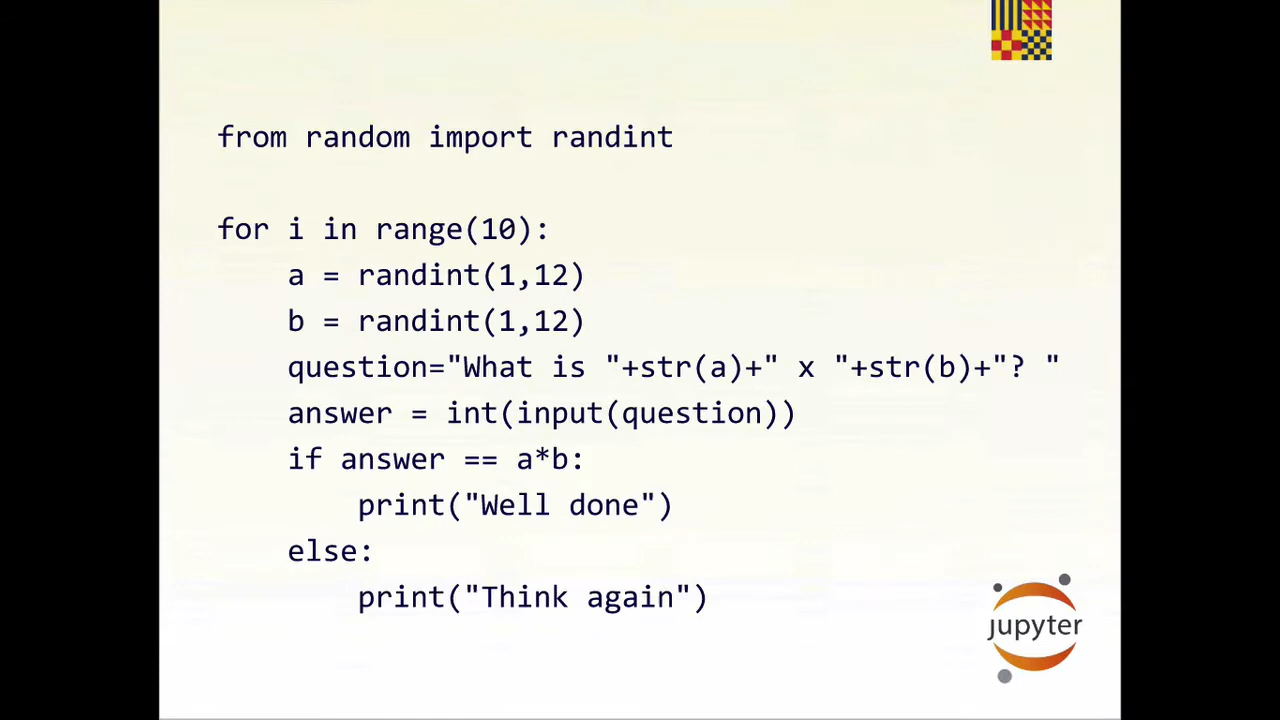 from random import randint
for i in range(10):
    a = randint(1,12)
    b = randint(1,12)
    question="What is "+str(a)+" x "+str(b)+"? "
    answer = int(input(question))
    if answer == a*b:
        print("Well done")
    else:
        print("Think again")
jupyter